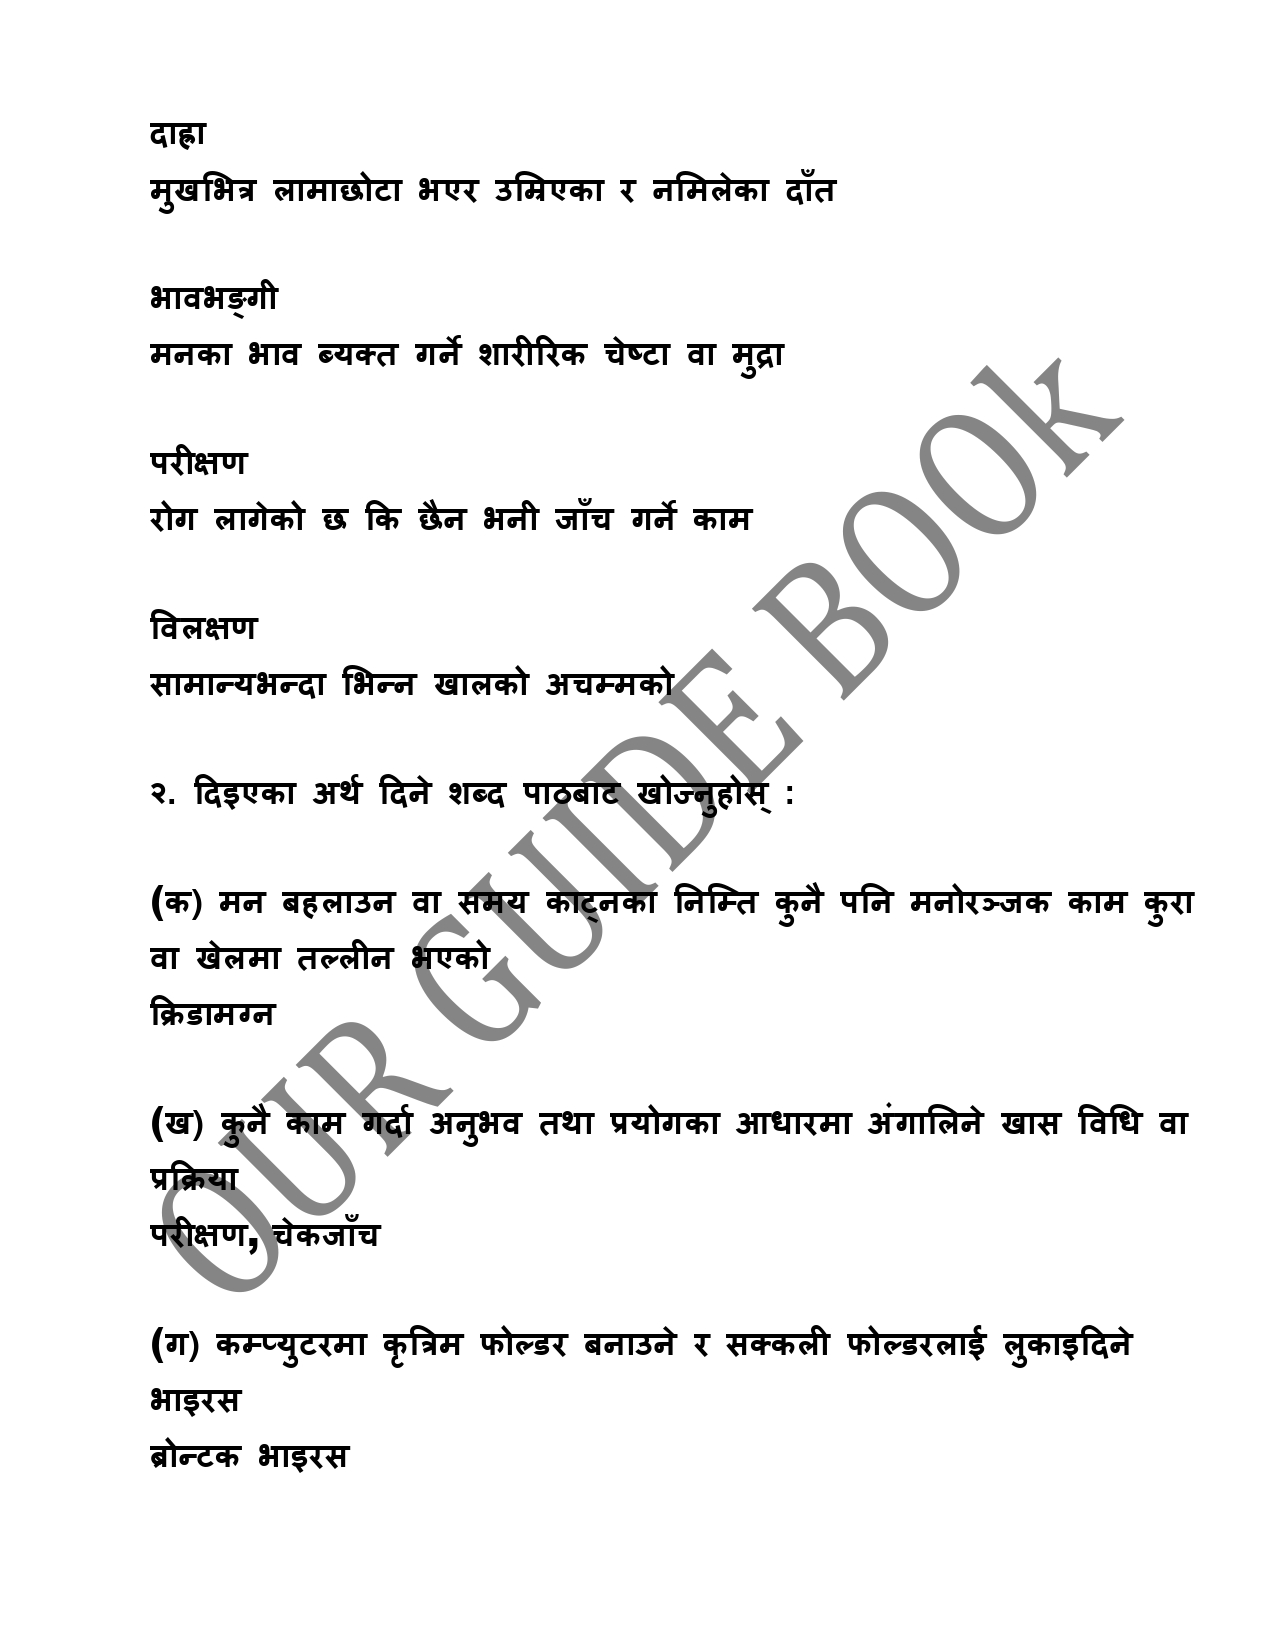 दाह्रा
मुखभित्र लामाछोटा भएर उम्रिएका र नमिलेका दाँत
भावभङ्गी
मनका भाव ब्यक्त गर्ने शारीरिक चेष्टा वा मुद्रा
परीक्षण
रोग लागेको छ कि छैन भनी जाँच गर्ने काम
विलक्षण
सामान्यभन्दा भिन्न खालको अचम्मको
२. दिइएका अर्थ दिने शब्द पाठबाट खोज्नुहोस् :
(क) मन बहलाउन वा समय काट्नका निम्ति कुनै पनि मनोरञ्जक काम कुरा
वा खेलमा तल्लीन भएको
क्रिडामग्न
(ख) कुनै काम गर्दा अनुभव तथा प्रयोगका आधारमा अंगालिने खास विधि वा
प्रक्रिया
परीक्षण, चेकजाँच
(ग) कम्प्युटरमा कृत्रिम फोल्डर बनाउने र सक्कली फोल्डरलाई लुकाइदिने
भाइरस
ब्रोन्टक भाइरस
OUR GUIDE BOOk